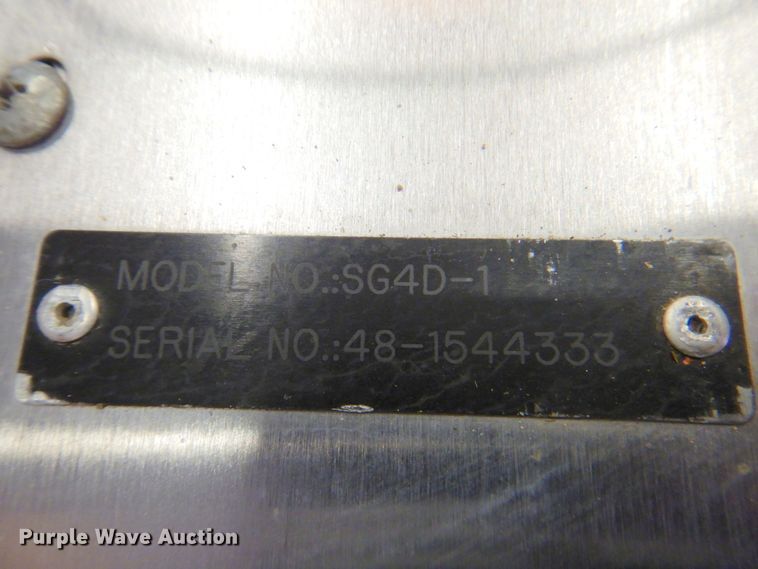 MODEL NO.:SG4D-1
SERIAL NO.:48-1544333
Purple Wave Auction